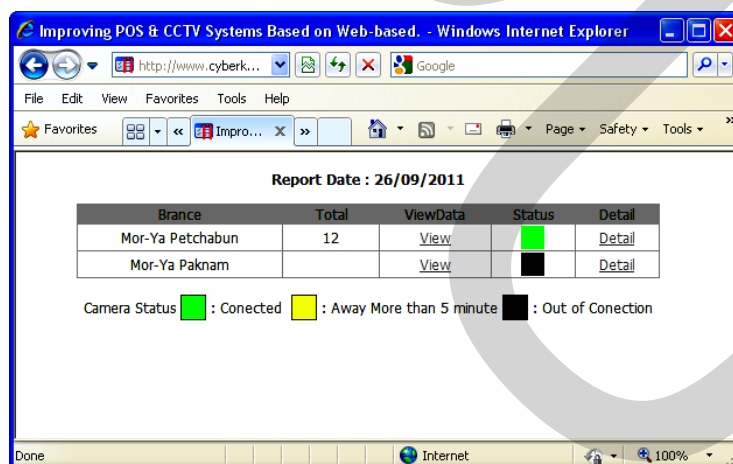 Improving POS & CCTV Systems Based on Web-based. - Windows Internet Explorer
http://www.cyberk... Google
File Edit View Favorites Tools Help
Favorites Impro... X » Page Safety Tools »
Report Date : 26/09/2011
Brance Total ViewData Status Detail
Mor-Ya Petchabun 12 View Detail
Mor-Ya Paknam View Detail
Camera Status : Conected : Away More than 5 minute : Out of Conection
Done Internet 100%